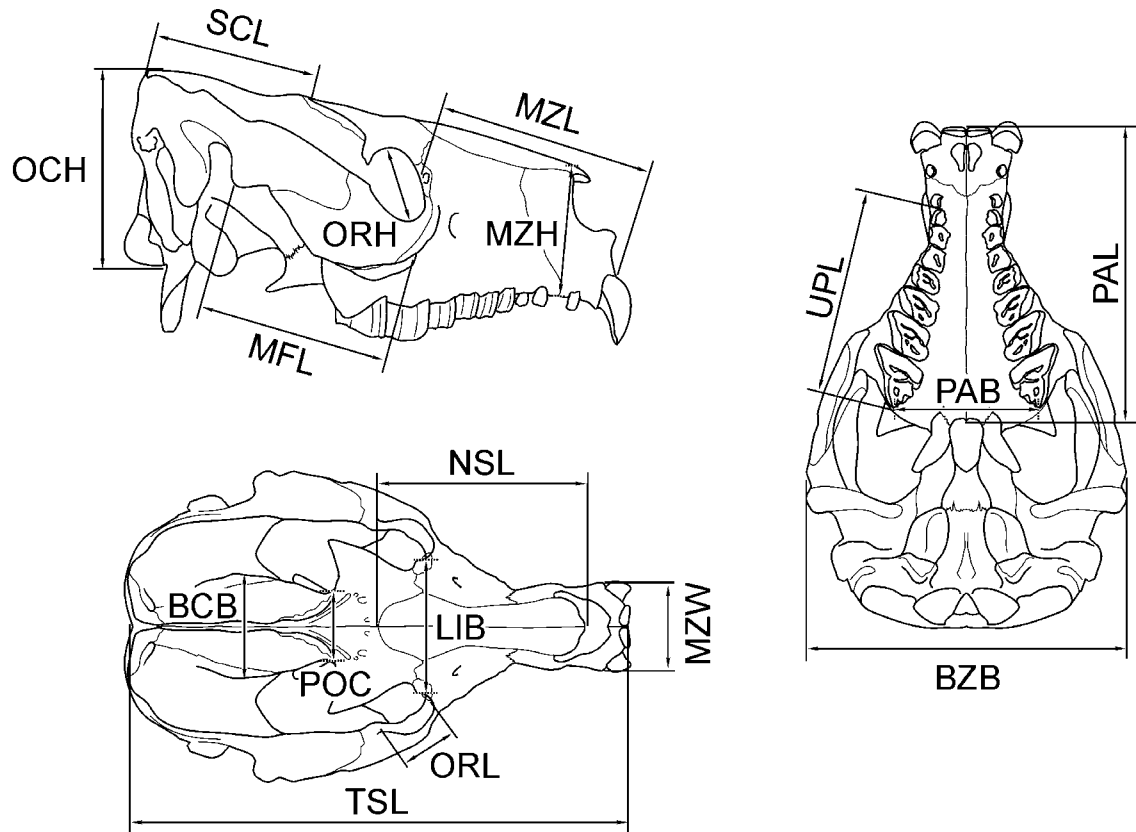 SCL
MZL
OCH
ORH
MZH
MFL
UPL
PAL
PAB
BZB
NSL
BCB
LIB
MZW
POC
ORL
TSL